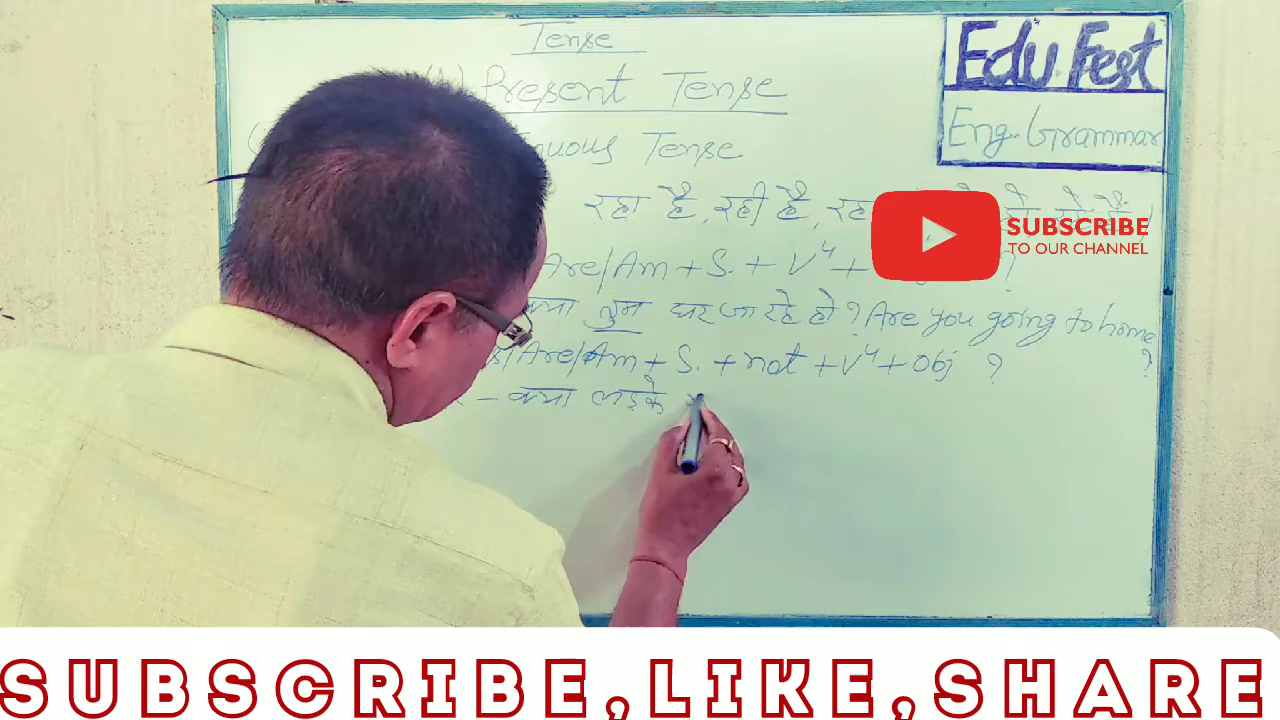 Tense
Present Tense
Tense
Edu. Fest
Eng. Grammar
रहा है, रही है,
SUBSCRIBE
TO OUR CHANNEL
Are/Am + S. + V⁴ +
?
क्या तुम घर जा रहे हो? Are you going to home
?
/Are/Am + S. + not + V⁴ + Obj ?
- क्या लड़के
SUBSCRIBE,LIKE,SHARE